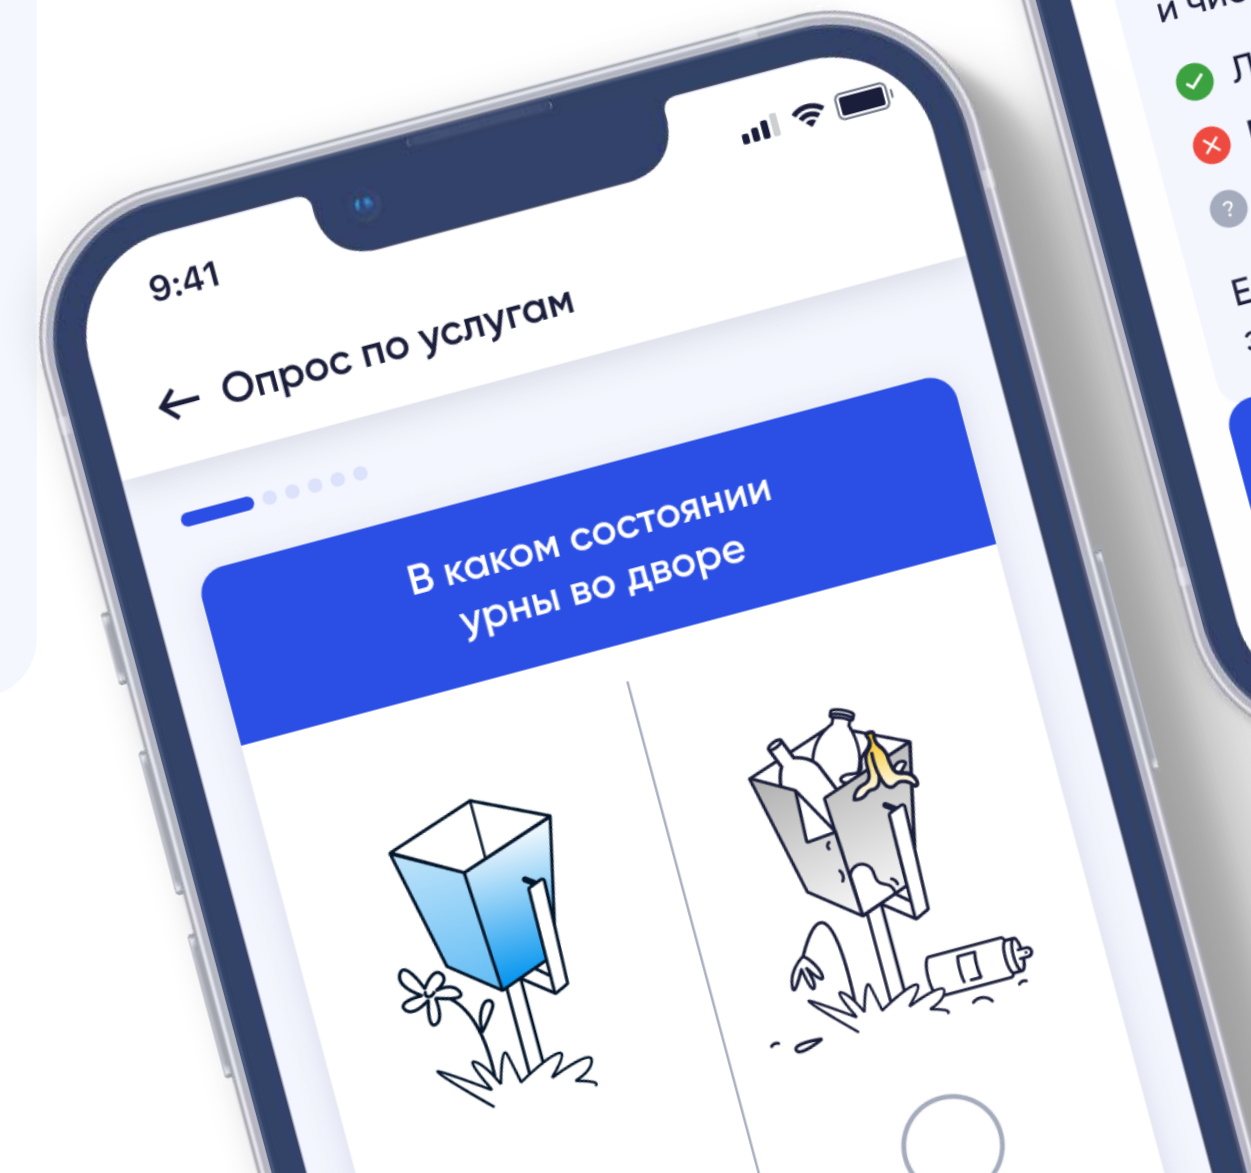 9:41
Опрос по услугам
В каком состоянии
урны во дворе